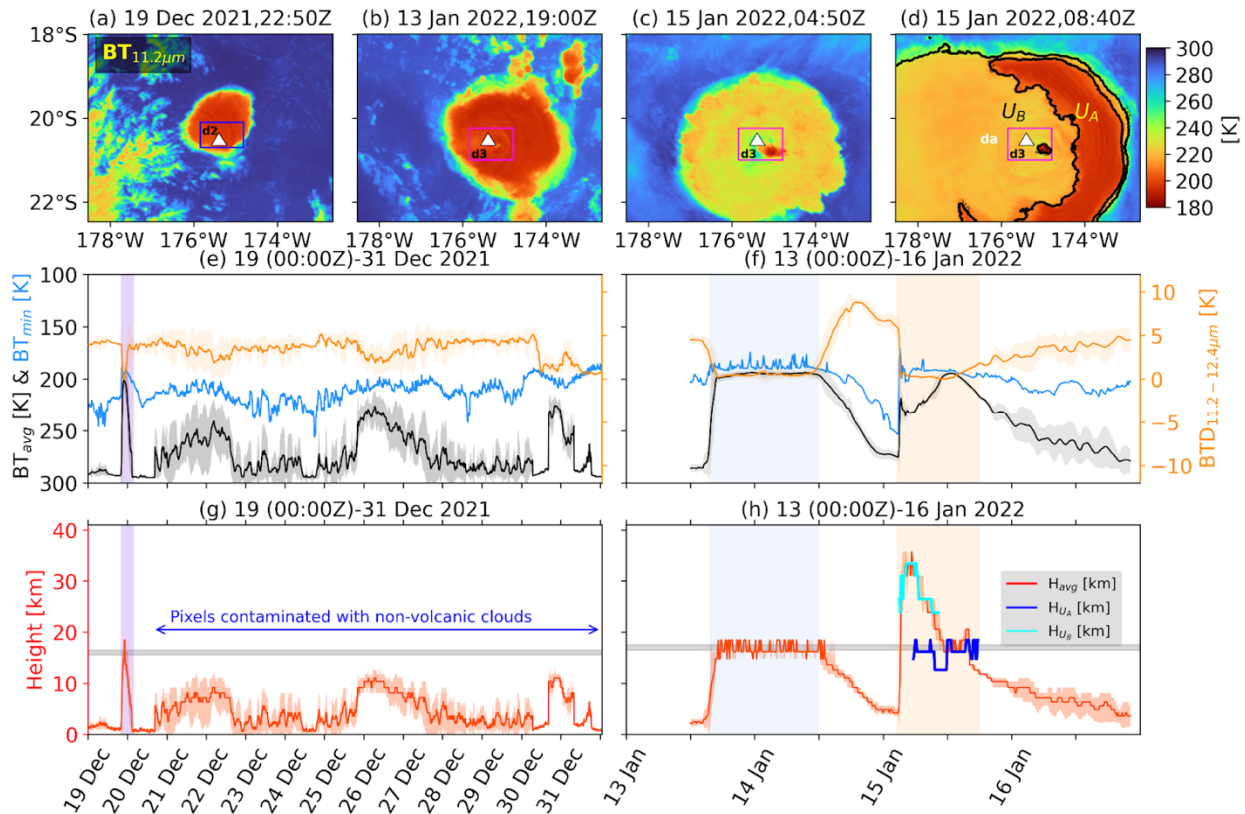 (a) 19 Dec 2021,22:50Z (b) 13 Jan 2022,19:00Z (c) 15 Jan 2022,04:50Z (d) 15 Jan 2022,08:40Z
18°S
20°S
22°S
BT11.2μm
d2
d3
d3
UB
UA
da
d3
178°W 176°W 174°W 178°W 176°W 174°W 178°W 176°W 174°W 178°W 176°W 174°W
300
280
260
240
220
200
180
[K]
(e) 19 (00:00Z)-31 Dec 2021 (f) 13 (00:00Z)-16 Jan 2022
BTavg [K] & BTmin [K]
100
150
200
250
300
10
5
0
−5
−10
BTD11.2−12.4μm [K]
(g) 19 (00:00Z)-31 Dec 2021 (h) 13 (00:00Z)-16 Jan 2022
Height [km]
40
30
20
10
0
Pixels contaminated with non-volcanic clouds
Havg [km]
HUA [km]
HUB [km]
19 Dec 20 Dec 21 Dec 22 Dec 23 Dec 24 Dec 25 Dec 26 Dec 27 Dec 28 Dec 29 Dec 30 Dec 31 Dec 13 Jan 14 Jan 15 Jan 16 Jan